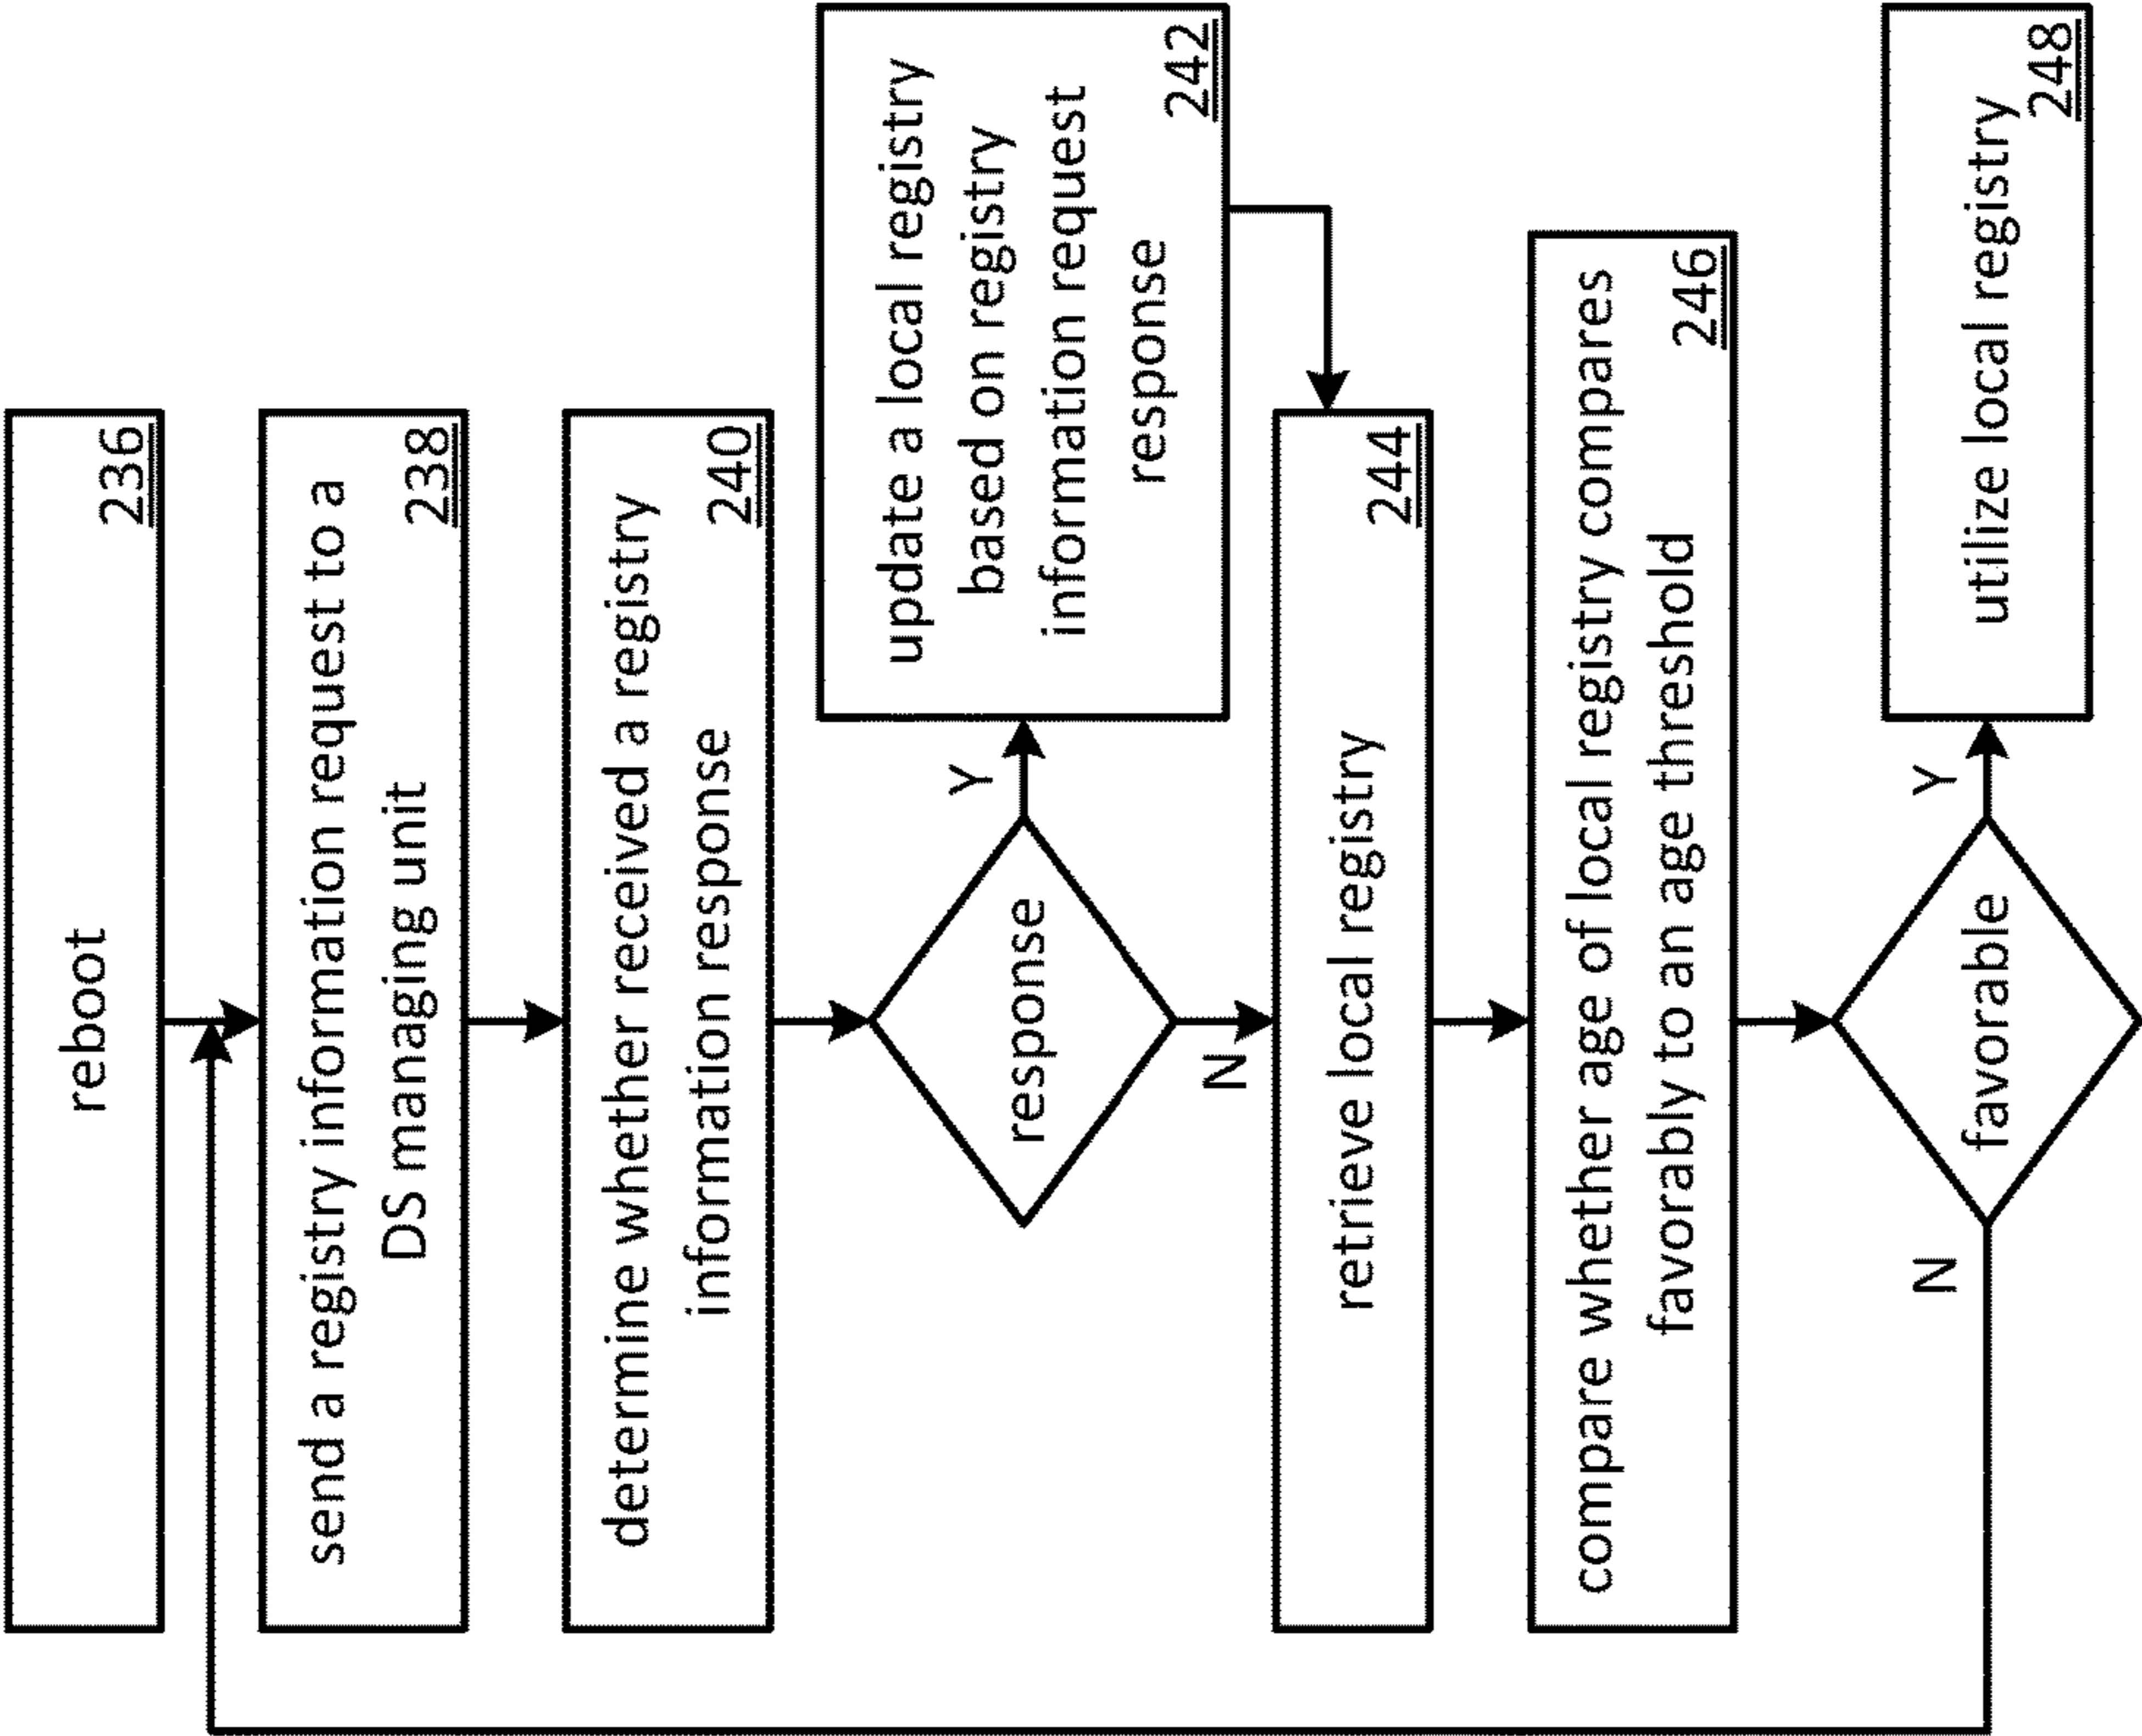 reboot
236
send a registry information request to a
DS managing unit
238
determine whether received a registry
information response
240
response
Y
N
update a local registry
based on registry
information request
response
242
retrieve local registry
244
compare whether age of local registry compares
favorably to an age threshold
246
favorable
Y
N
utilize local registry
248